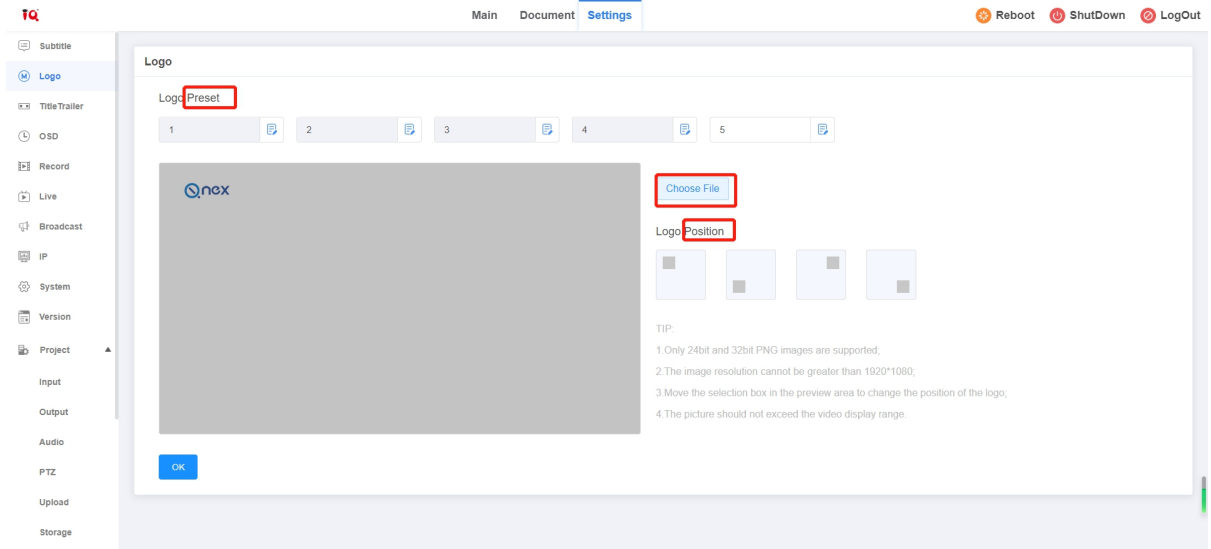 IQ Main Document Settings Reboot ShutDown LogOut
Subtitle
Logo
TitleTrailer
OSD
Record
Live
Broadcast
IP
System
Version
Project
Input
Output
Audio
PTZ
Upload
Storage
Logo
Logo Preset
1 2 3 4 5
Qnex
Choose File
Logo Position
TIP:
1.Only 24bit and 32bit PNG images are supported;
2.The image resolution cannot be greater than 1920*1080;
3.Move the selection box in the preview area to change the position of the logo;
4.The picture should not exceed the video display range.
OK